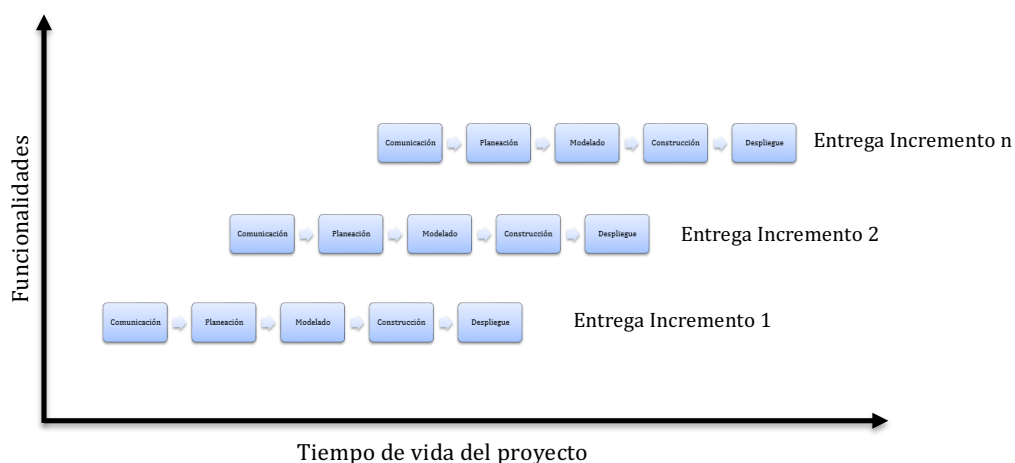 Funcionalidades
Comunicación Planeación Modelado Construcción Despliegue Entrega Incremento n
Comunicación Planeación Modelado Construcción Despliegue Entrega Incremento 2
Comunicación Planeación Modelado Construcción Despliegue Entrega Incremento 1
Tiempo de vida del proyecto